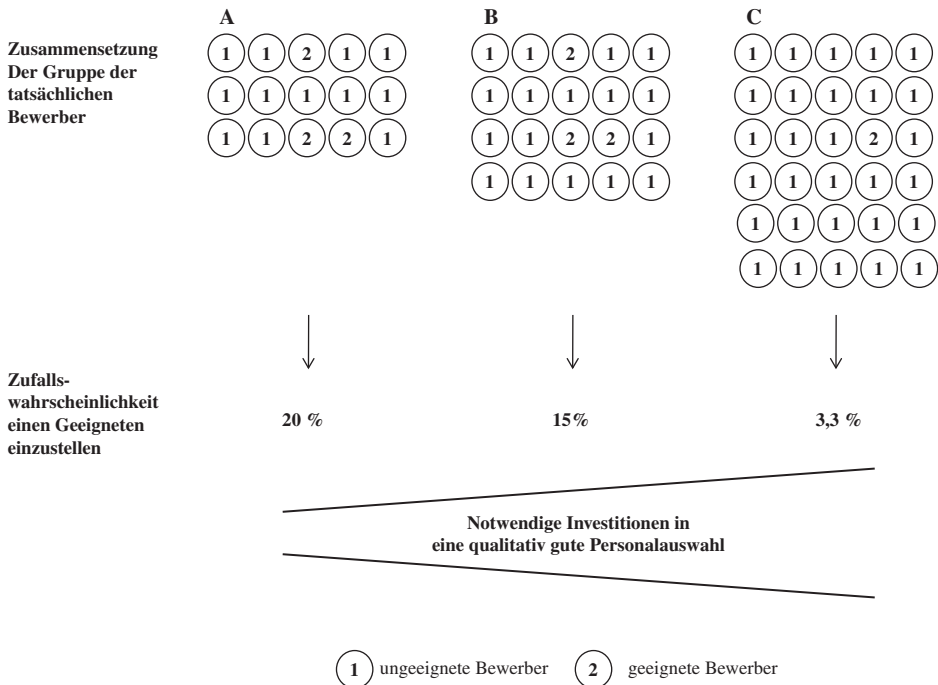 A B C
Zusammensetzung
Der Gruppe der
tatsächlichen
Bewerber
1 1 2 1 1 1 1 2 1 1 1 1 1 1 1
1 1 1 1 1 1 1 1 1 1 1 1 1 1 1
1 1 2 2 1 1 1 2 2 1 1 1 1 2 1
1 1 1 1 1 1 1 1 1 1
1 1 1 1 1
1 1 1 1 1
Zufalls-
wahrscheinlichkeit
einen Geeigneten
einzustellen
20 % 15% 3,3 %
Notwendige Investitionen in
eine qualitativ gute Personalauswahl
1 ungeeignete Bewerber 2 geeignete Bewerber